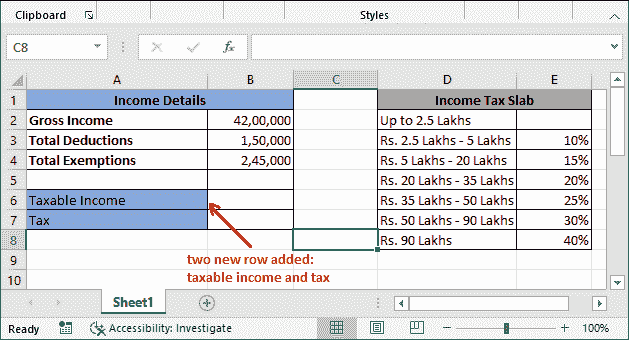 Clipboard Styles
C8 fx
A B C D E
1 Income Details Income Tax Slab
2 Gross Income 42,00,000 Up to 2.5 Lakhs
3 Total Deductions 1,50,000 Rs. 2.5 Lakhs - 5 Lakhs 10%
4 Total Exemptions 2,45,000 Rs. 5 Lakhs - 20 Lakhs 15%
5 Rs. 20 Lakhs - 35 Lakhs 20%
6 Taxable Income Rs. 35 Lakhs - 50 Lakhs 25%
7 Tax Rs. 50 Lakhs - 90 Lakhs 30%
8 Rs. 90 Lakhs 40%
9 two new row added:
10 taxable income and tax
Sheet1
Ready Accessibility: Investigate 100%